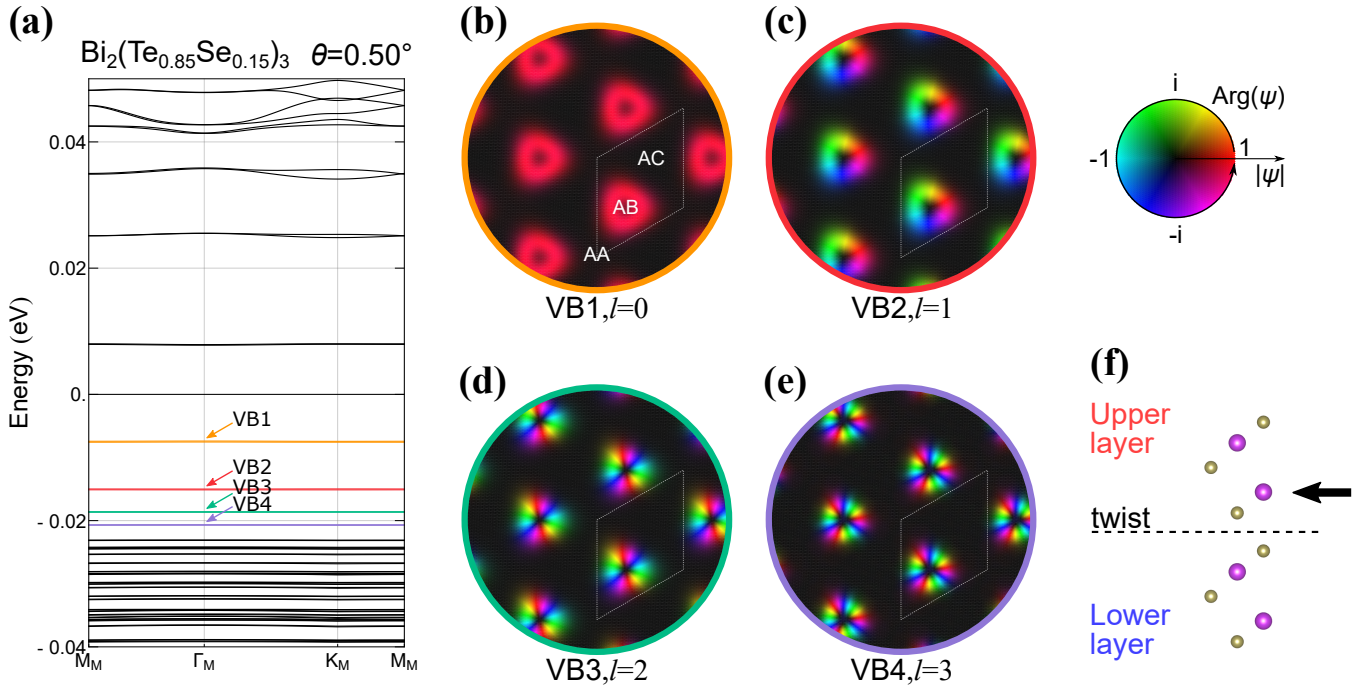 (a)
Bi2(Te0.85Se0.15)3 θ=0.50°
Energy (eV)
0.04
0.02
0.
- 0.02
- 0.04
VB1
VB2
VB3
VB4
M̄M ΓM KM MM
(b)
AC
AB
AA
VB1,l=0
(c)
VB2,l=1
i
Arg(ψ)
-1
1
|ψ|
-i
(d)
VB3,l=2
(e)
VB4,l=3
(f)
Upper
layer
twist
Lower
layer